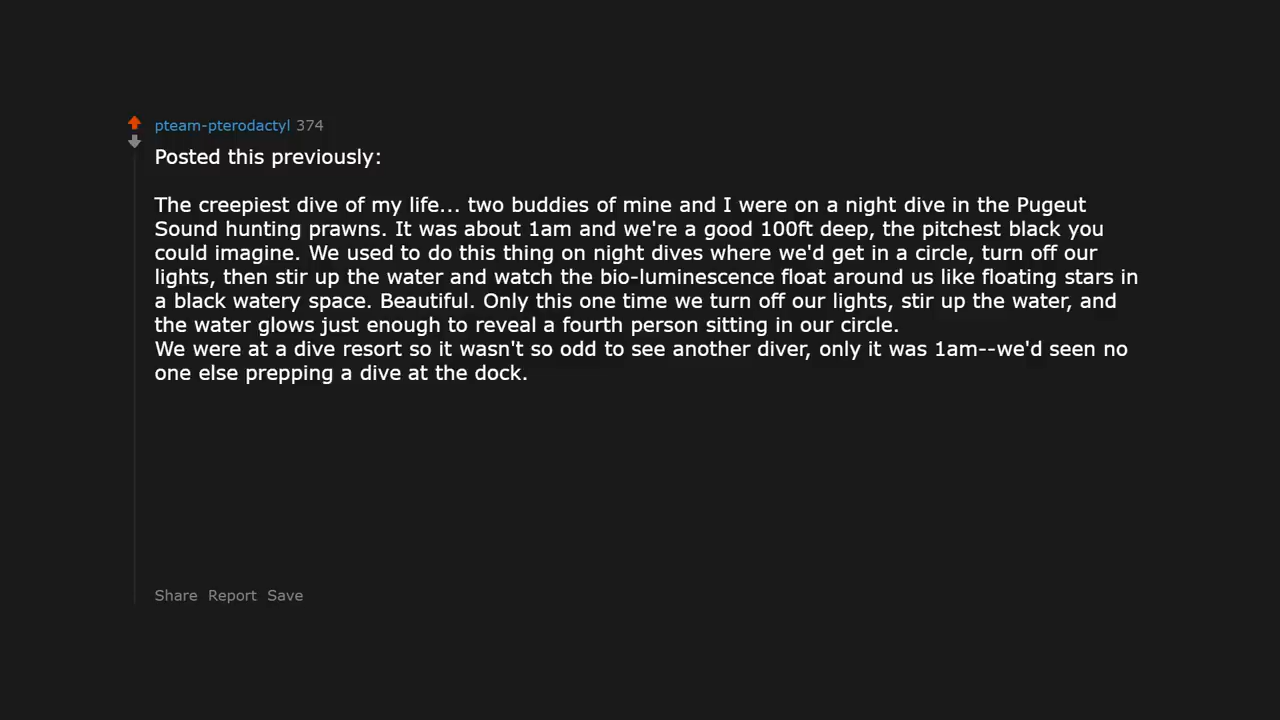 pteam-pterodactyl 374
Posted this previously:
The creepiest dive of my life... two buddies of mine and I were on a night dive in the Pugeut
Sound hunting prawns. It was about 1am and we're a good 100ft deep, the pitchest black you
could imagine. We used to do this thing on night dives where we'd get in a circle, turn off our
lights, then stir up the water and watch the bio-luminescence float around us like floating stars in
a black watery space. Beautiful. Only this one time we turn off our lights, stir up the water, and
the water glows just enough to reveal a fourth person sitting in our circle.
We were at a dive resort so it wasn't so odd to see another diver, only it was 1am--we'd seen no
one else prepping a dive at the dock.
Share Report Save